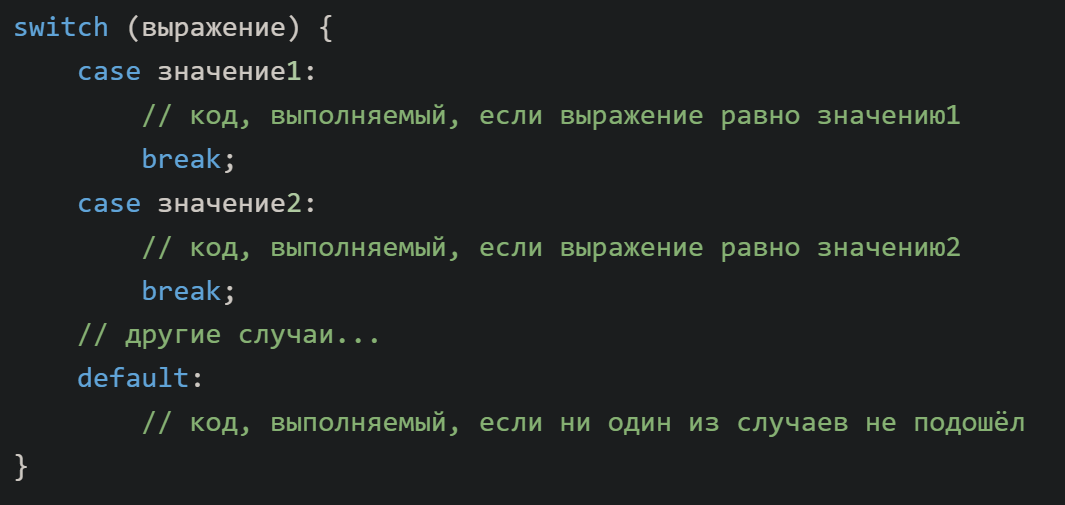 switch (выражение) {
    case значение1:
        // код, выполняемый, если выражение равно значению1
        break;
    case значение2:
        // код, выполняемый, если выражение равно значению2
        break;
    // другие случаи...
    default:
        // код, выполняемый, если ни один из случаев не подошёл
}